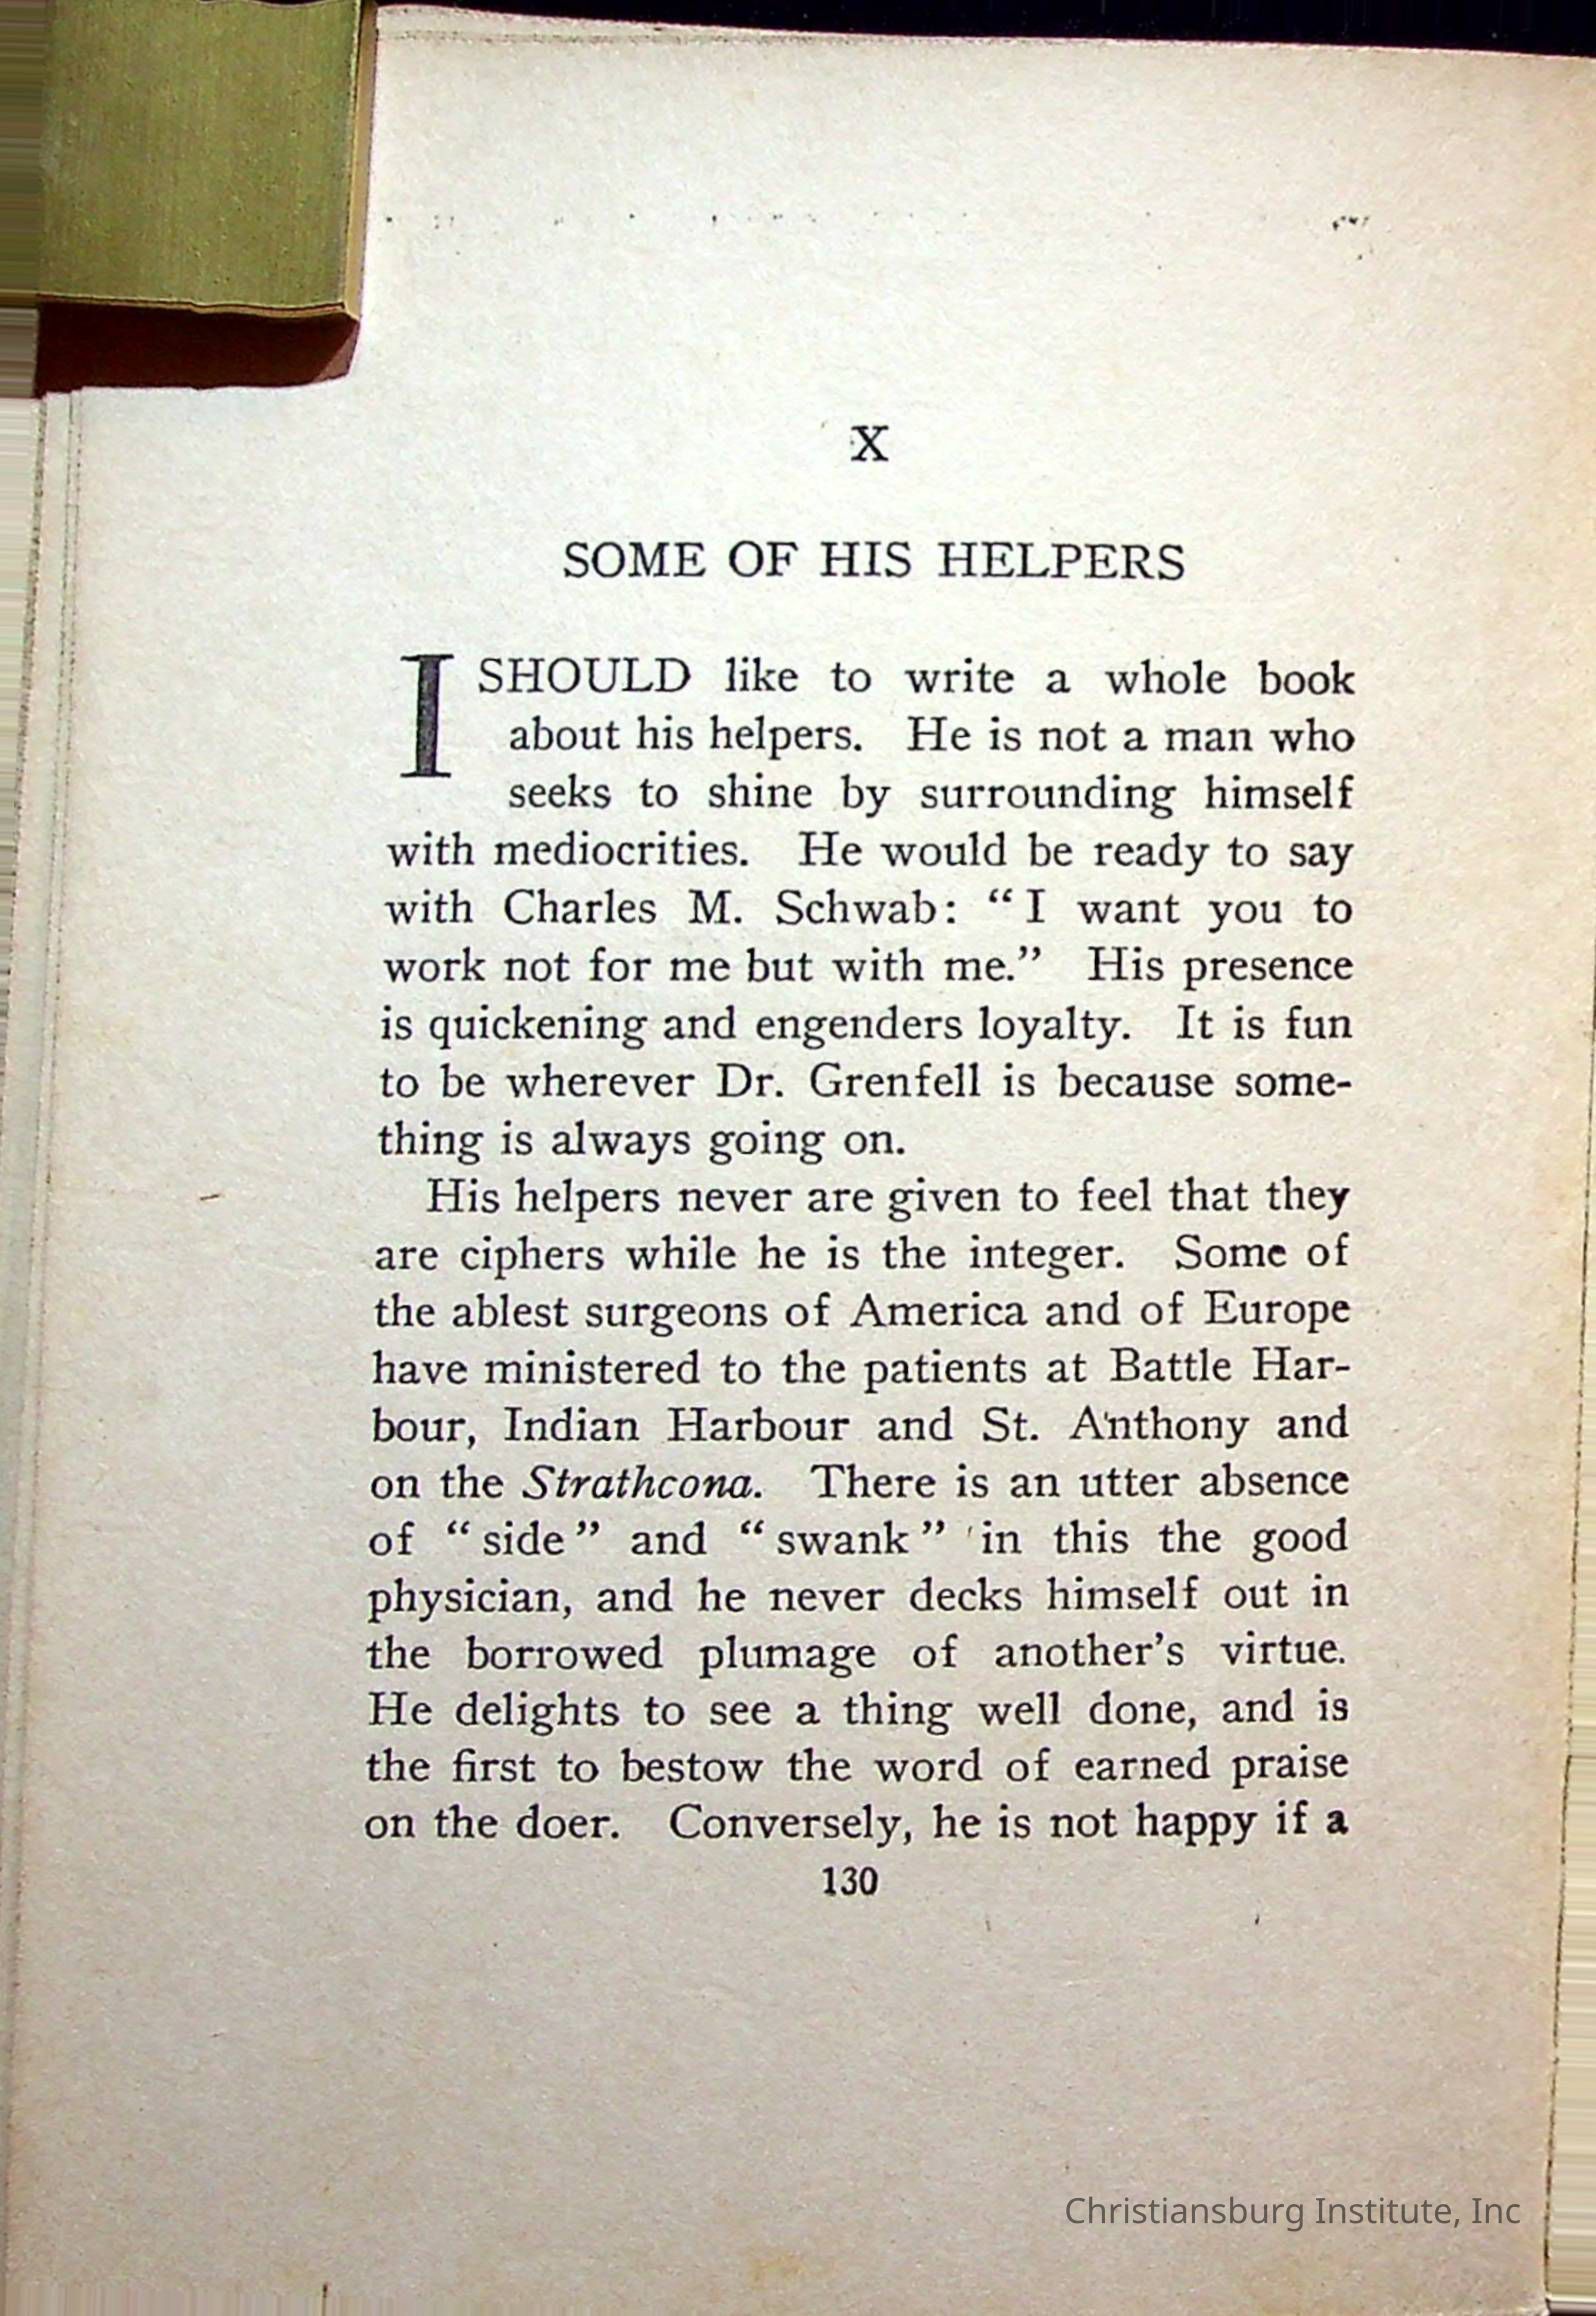 X
SOME OF HIS HELPERS
I SHOULD like to write a whole book
about his helpers. He is not a man who
seeks to shine by surrounding himself
with mediocrities. He would be ready to say
with Charles M. Schwab: “I want you to
work not for me but with me.” His presence
is quickening and engenders loyalty. It is fun
to be wherever Dr. Grenfell is because some-
thing is always going on.
His helpers never are given to feel that they
are ciphers while he is the integer. Some of
the ablest surgeons of America and of Europe
have ministered to the patients at Battle Har-
bour, Indian Harbour and St. Anthony and
on the Strathcona. There is an utter absence
of “side” and “swank” in this the good
physician, and he never decks himself out in
the borrowed plumage of another’s virtue.
He delights to see a thing well done, and is
the first to bestow the word of earned praise
on the doer. Conversely, he is not happy if a
130
Christiansburg Institute, Inc